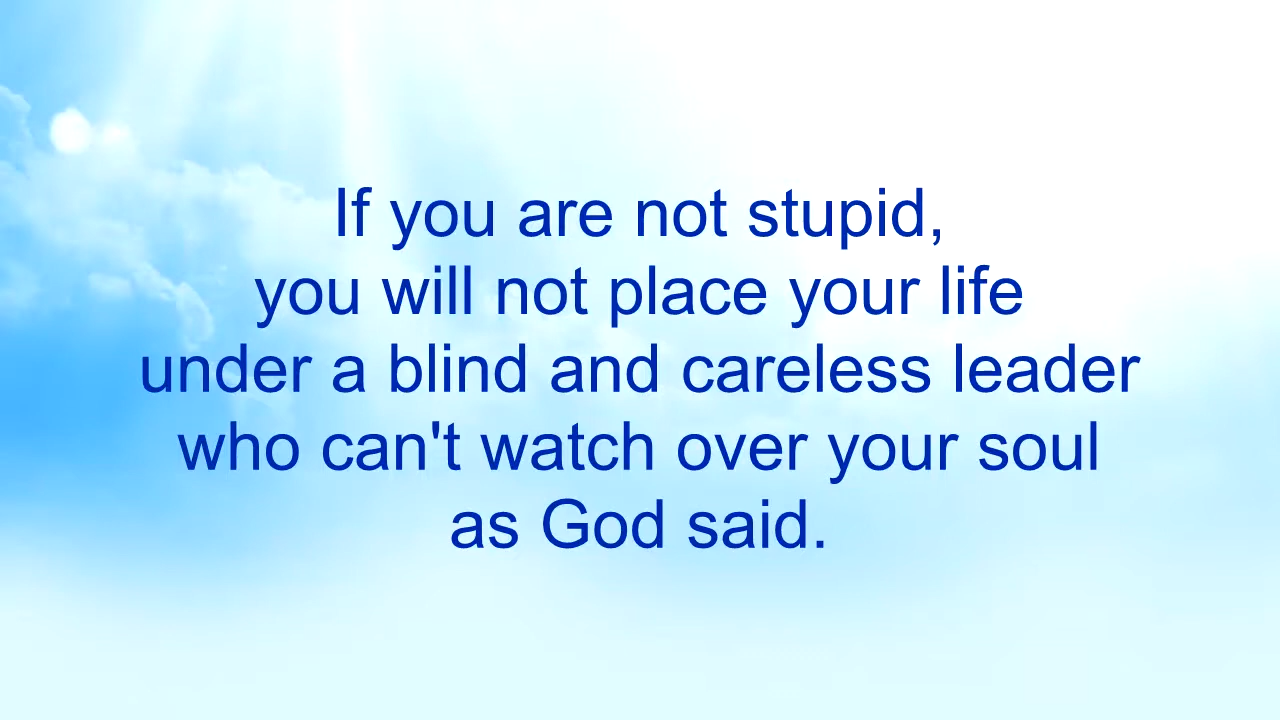 If you are not stupid,
you will not place your life
under a blind and careless leader
who can't watch over your soul
as God said.